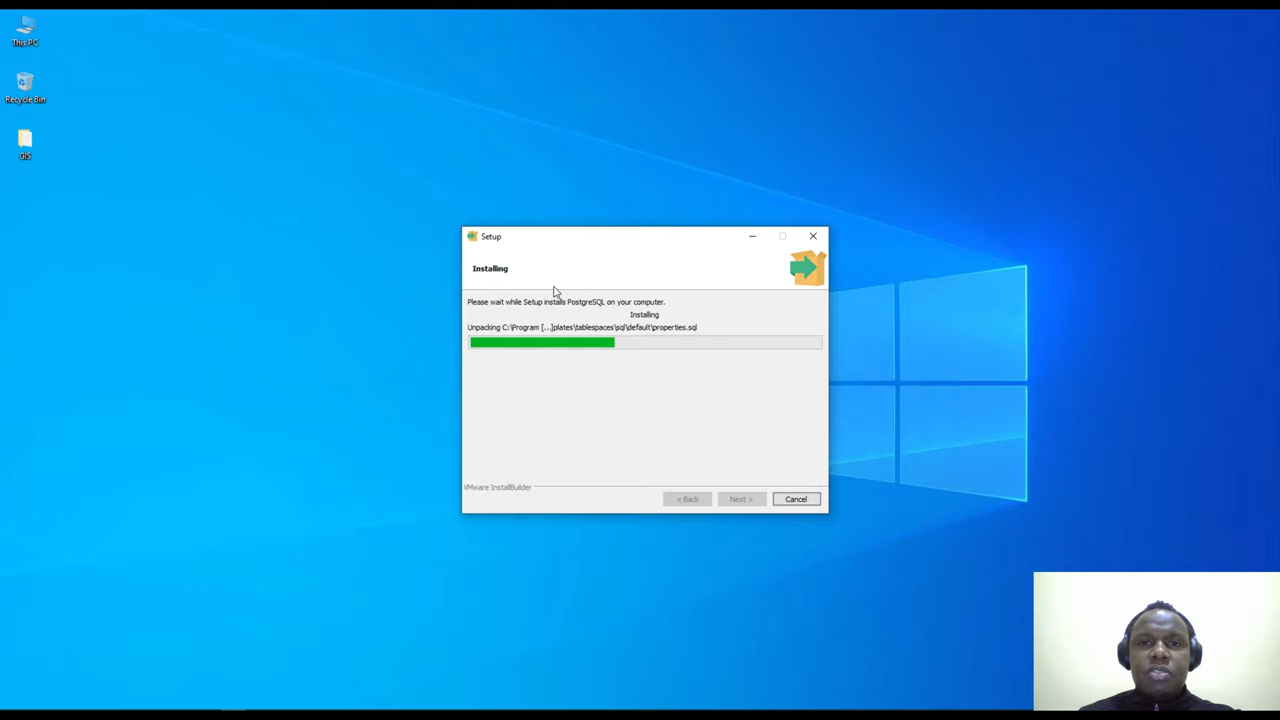 This PC
Recycle Bin
GIS
Setup
Installing
Please wait while Setup installs PostgreSQL on your computer.
Installing
Unpacking C:\Program [...]plates\tablespaces\sql\default\properties.sql
VMware InstallBuilder
< Back
Next >
Cancel